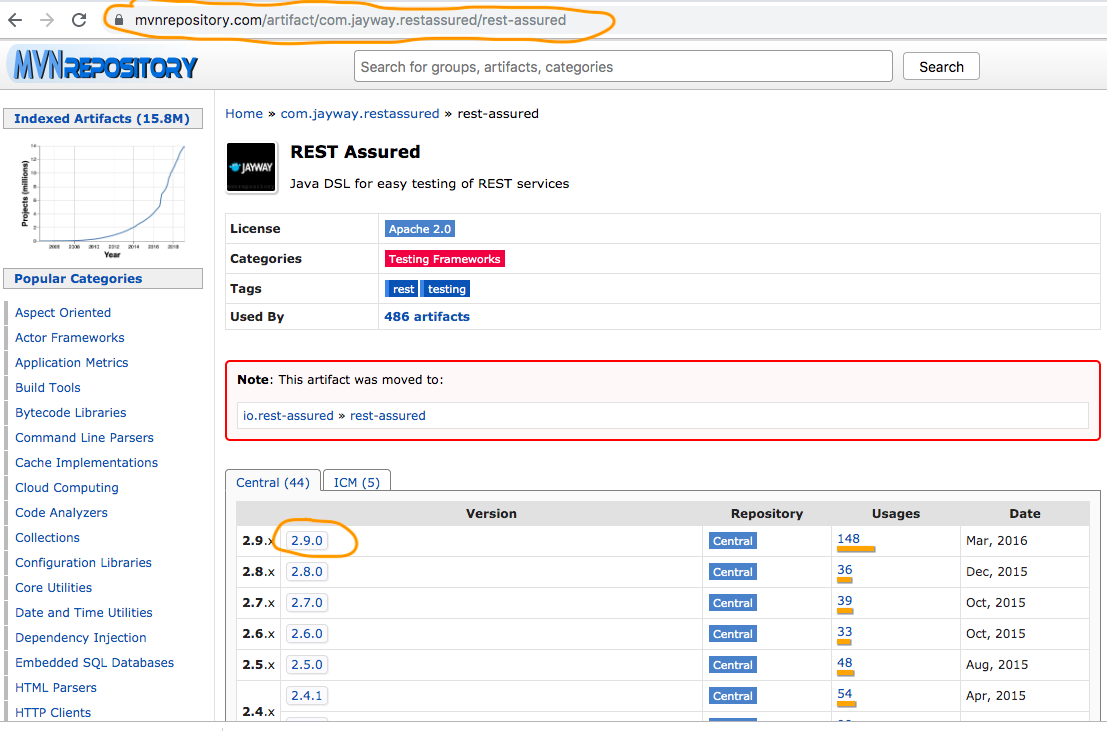 mvnrepository.com/artifact/com.jayway.restassured/rest-assured
MVNREPOSITORY
Search for groups, artifacts, categories
Search
Indexed Artifacts (15.8M)
Projects (millions)
Year
Popular Categories
Aspect Oriented
Actor Frameworks
Application Metrics
Build Tools
Bytecode Libraries
Command Line Parsers
Cache Implementations
Cloud Computing
Code Analyzers
Collections
Configuration Libraries
Core Utilities
Date and Time Utilities
Dependency Injection
Embedded SQL Databases
HTML Parsers
HTTP Clients
Home » com.jayway.restassured » rest-assured
JAYWAY
REST Assured
Java DSL for easy testing of REST services
License Apache 2.0
Categories Testing Frameworks
Tags rest testing
Used By 486 artifacts
Note: This artifact was moved to:
io.rest-assured » rest-assured
Central (44) ICM (5)
Version Repository Usages Date
2.9.x 2.9.0 Central 148 Mar, 2016
2.8.x 2.8.0 Central 36 Dec, 2015
2.7.x 2.7.0 Central 39 Oct, 2015
2.6.x 2.6.0 Central 33 Oct, 2015
2.5.x 2.5.0 Central 48 Aug, 2015
2.4.1 Central 54 Apr, 2015
2.4.x